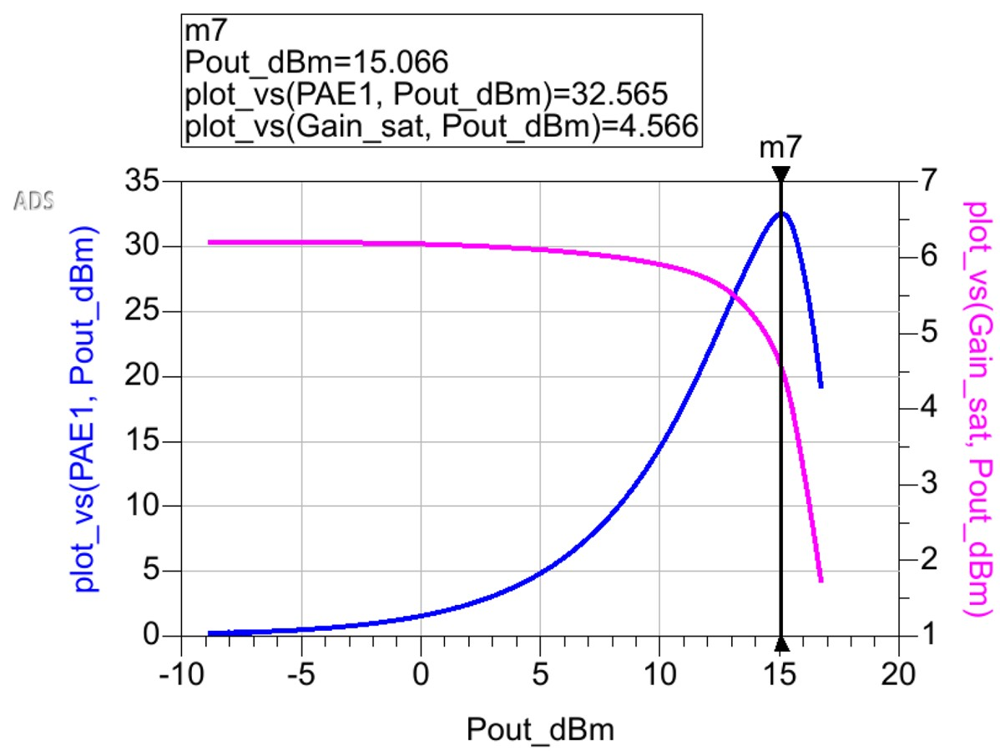 m7
Pout_dBm=15.066
plot_vs(PAE1, Pout_dBm)=32.565
plot_vs(Gain_sat, Pout_dBm)=4.566
m7
ADS
35
30
25
20
15
10
5
0
plot_vs(PAE1, Pout_dBm)
7
6
5
4
3
2
1
plot_vs(Gain_sat, Pout_dBm)
-10 -5 0 5 10 15 20
Pout_dBm